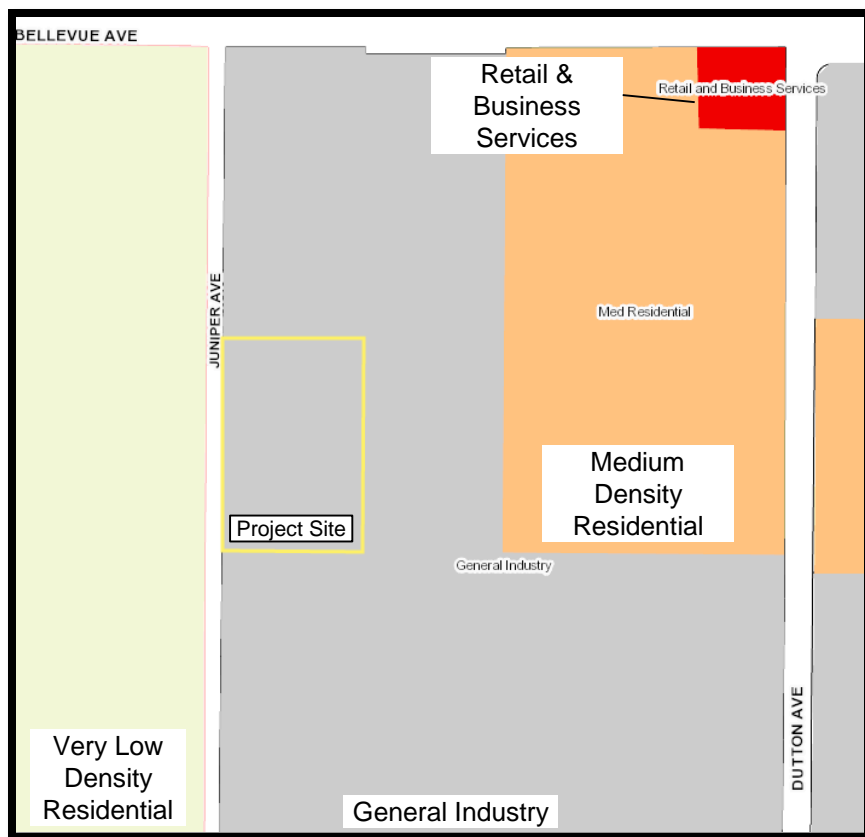 BELLEVUE AVE
Retail &
Business
Services
Retail and Business Services
JUNIPER AVE
Med Residential
Medium
Density
Residential
Project Site
General Industry
DUTTON AVE
Very Low
Density
Residential
General Industry